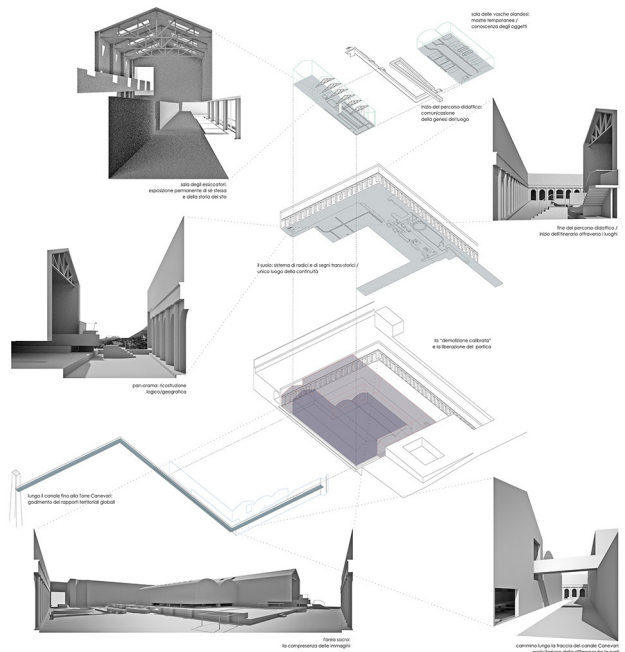 sala delle vasche olandesi:
mostre temporanee /
conoscenza degli oggetti
inizio del percorso didattico:
comunicazione
della genesi del luogo
sala degli essiccatori:
esposizione permanente di sè stessa
e della storia del sito
fine del percorso didattico /
inizio dell'itinerario attraverso i luoghi
il suolo: sistema di radici e di segni trans-storici /
unico luogo della continuità
la "demolizione calibrata"
e la liberazione del portico
pan-orama: ricostruzione
logico/geografica
lungo il canale fino alla Torre Canevari:
godimento dei rapporti territoriali globali
l'area sacra:
la compresenza delle immagini
cammino lungo la traccia del canale Canevari: